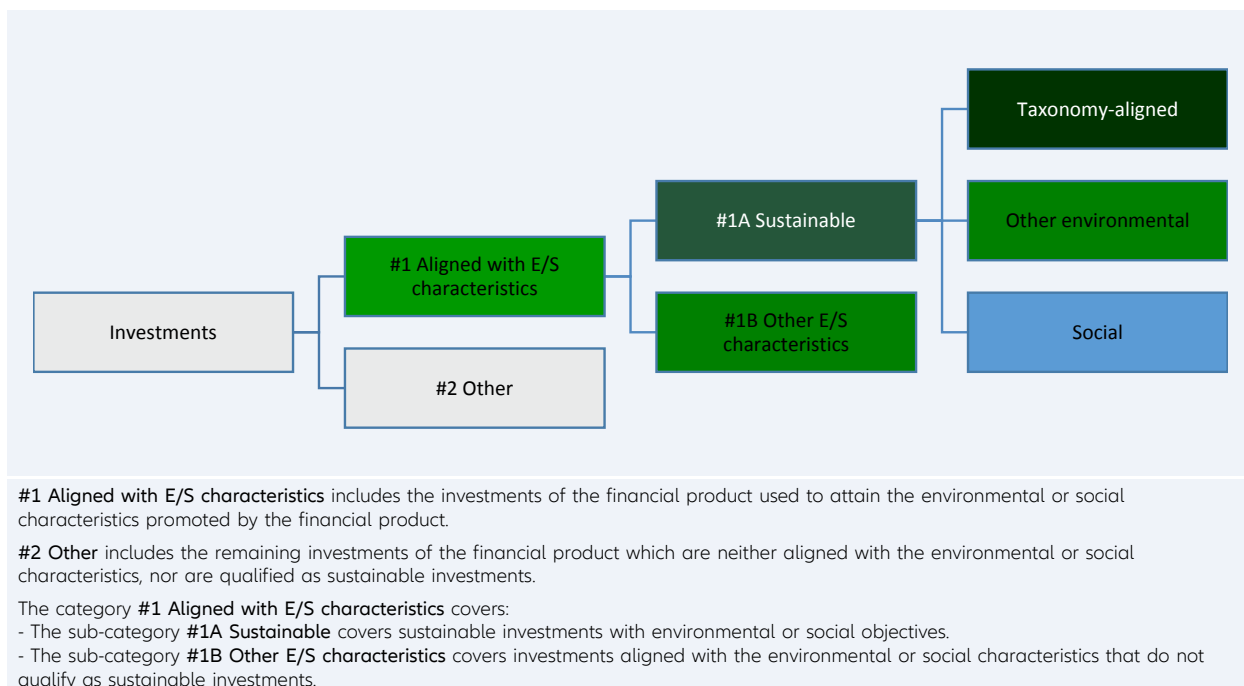 Taxonomy-aligned
#1A Sustainable
Other environmental
#1 Aligned with E/S
characteristics
Investments
#1B Other E/S
characteristics
Social
#2 Other
#1 Aligned with E/S characteristics includes the investments of the financial product used to attain the environmental or social
characteristics promoted by the financial product.
#2 Other includes the remaining investments of the financial product which are neither aligned with the environmental or social
characteristics, nor are qualified as sustainable investments.
The category #1 Aligned with E/S characteristics covers:
- The sub-category #1A Sustainable covers sustainable investments with environmental or social objectives.
- The sub-category #1B Other E/S characteristics covers investments aligned with the environmental or social characteristics that do not
qualify as sustainable investments.